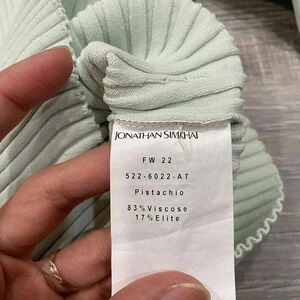 JONATHAN SIMKHAI
FW 22
522-6022-AT
Pistachio
83%Viscose
17%Elite